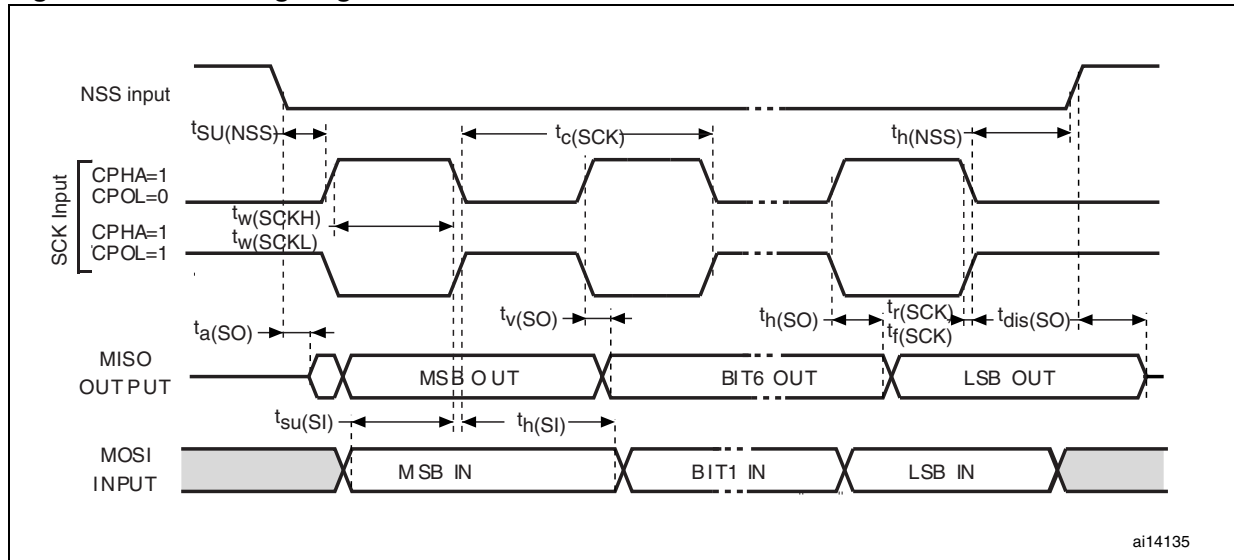 NSS input
tSU(NSS)
tc(SCK)
th(NSS)
SCK Input
CPHA=1
CPOL=0
tw(SCKH)
tw(SCKL)
CPHA=1
CPOL=1
ta(SO)
tv(SO)
th(SO)
tr(SCK)
tf(SCK)
tdis(SO)
MISO
OUTPUT
MSB OUT
BIT6 OUT
LSB OUT
tsu(SI)
th(SI)
MOSI
INPUT
MSB IN
BIT1 IN
LSB IN
ai14135